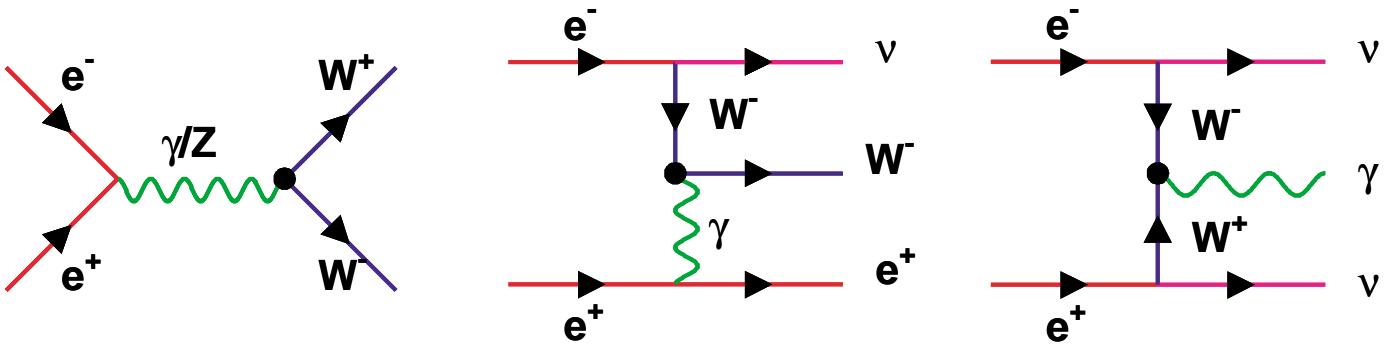 e- W+
γ/Z
e+ W-
e- ν
W- W-
γ
e+ e+
e- ν
W- γ
W+
e+ ν